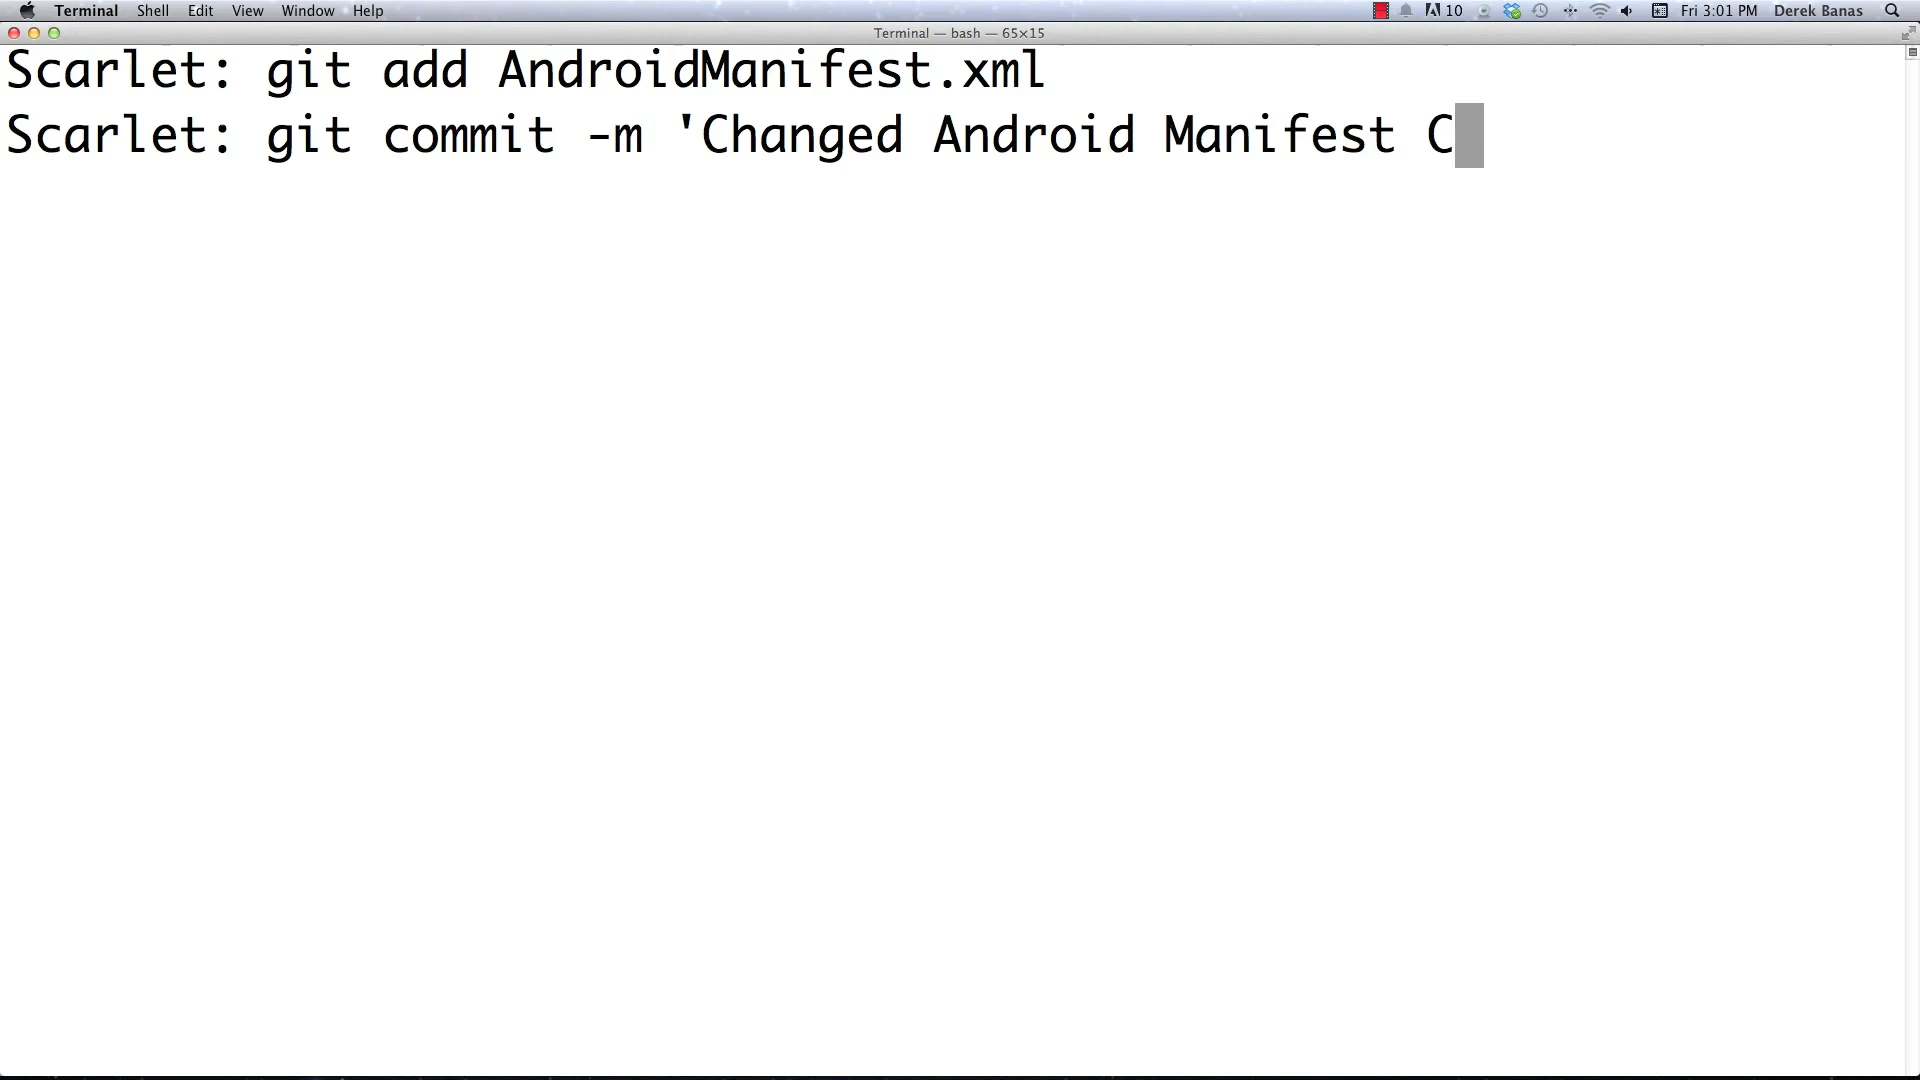 Terminal Shell Edit View Window Help 10 Fri 3:01 PM Derek Banas
Terminal — bash — 65×15
Scarlet: git add AndroidManifest.xml
Scarlet: git commit -m 'Changed Android Manifest C